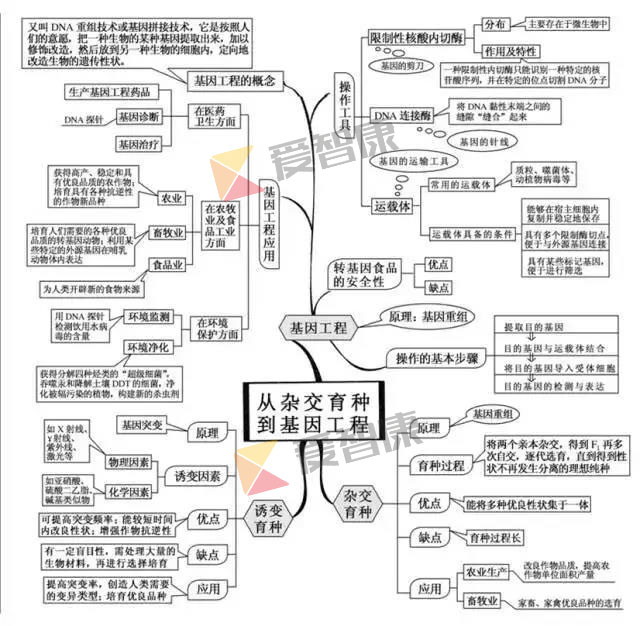 又叫 DNA 重组技术或基因拼接技术，它是按照人
们的意愿，把一种生物的某种基因提取出来，加以
修饰改造，然后放到另一种生物的细胞内，定向地
改造生物的遗传性状。
基因工程的概念
生产基因工程药品
DNA 探针
基因诊断
基因治疗
在医药
卫生方面
获得高产、稳定和具
有优良品质的农作物；
培育具有各种抗逆性
的作物新品种
农业
培育人们需要的各种优良
品质的转基因动物；利用某
些特定的外源基因在哺乳
动物体内表达
畜牧业
食品业
为人类开辟新的食物来源
在农牧
业及食
品工业
方面
基因工程应用
用 DNA 探针
检测饮用水病
毒的含量
环境监测
环境净化
在环境
保护方面
获得分解四种烃类的“超级细菌”。
吞噬汞和降解土壤 DDT 的细菌，净
化被镉污染的植物，构建新的杀虫剂
操作工具
限制性核酸内切酶
分布
主要存在于微生物中
基因的剪刀
作用及特性
一种限制性内切酶只能识别一种特定的核
苷酸序列，并在特定的位点切割 DNA 分子
DNA 连接酶
将 DNA 黏性末端之间的
缝隙“缝合”起来
基因的针线
基因的运输工具
运载体
常用的运载体
质粒、噬菌体、
动植物病毒等
运载体具备的条件
能够在宿主细胞内
复制并稳定地保存
具有多个限制酶切点，
便于与外源基因连接
具有某些标记基因，
便于进行筛选
转基因食品
的安全性
优点
缺点
基因工程
原理：基因重组
操作的基本步骤
提取目的基因
目的基因与运载体结合
将目的基因导入受体细胞
目的基因的检测与表达
从杂交育种
到基因工程
基因突变
原理
如 X 射线、
γ射线、
紫外线、
激光等
物理因素
如亚硝酸、
硫酸二乙脂、
碱基类似物
化学因素
诱变因素
可提高突变频率；能较短时间
内改良性状；增强作物抗逆性
优点
有一定盲目性，需处理大量的
生物材料，再进行选择培育
缺点
提高突变率，创造人类需要
的变异类型；培育优良品种
应用
诱变
育种
杂交
育种
原理
基因重组
育种过程
将两个亲本杂交，得到 F₁ 再多
次自交，逐代选育，直到得到性
状不再发生分离的理想纯种
优点
能将多种优良性状集于一体
缺点
育种过程长
应用
农业生产
改良作物品质，提高农
作物单位面积产量
畜牧业
家畜、家禽优良品种的选育
爱智康
爱智康